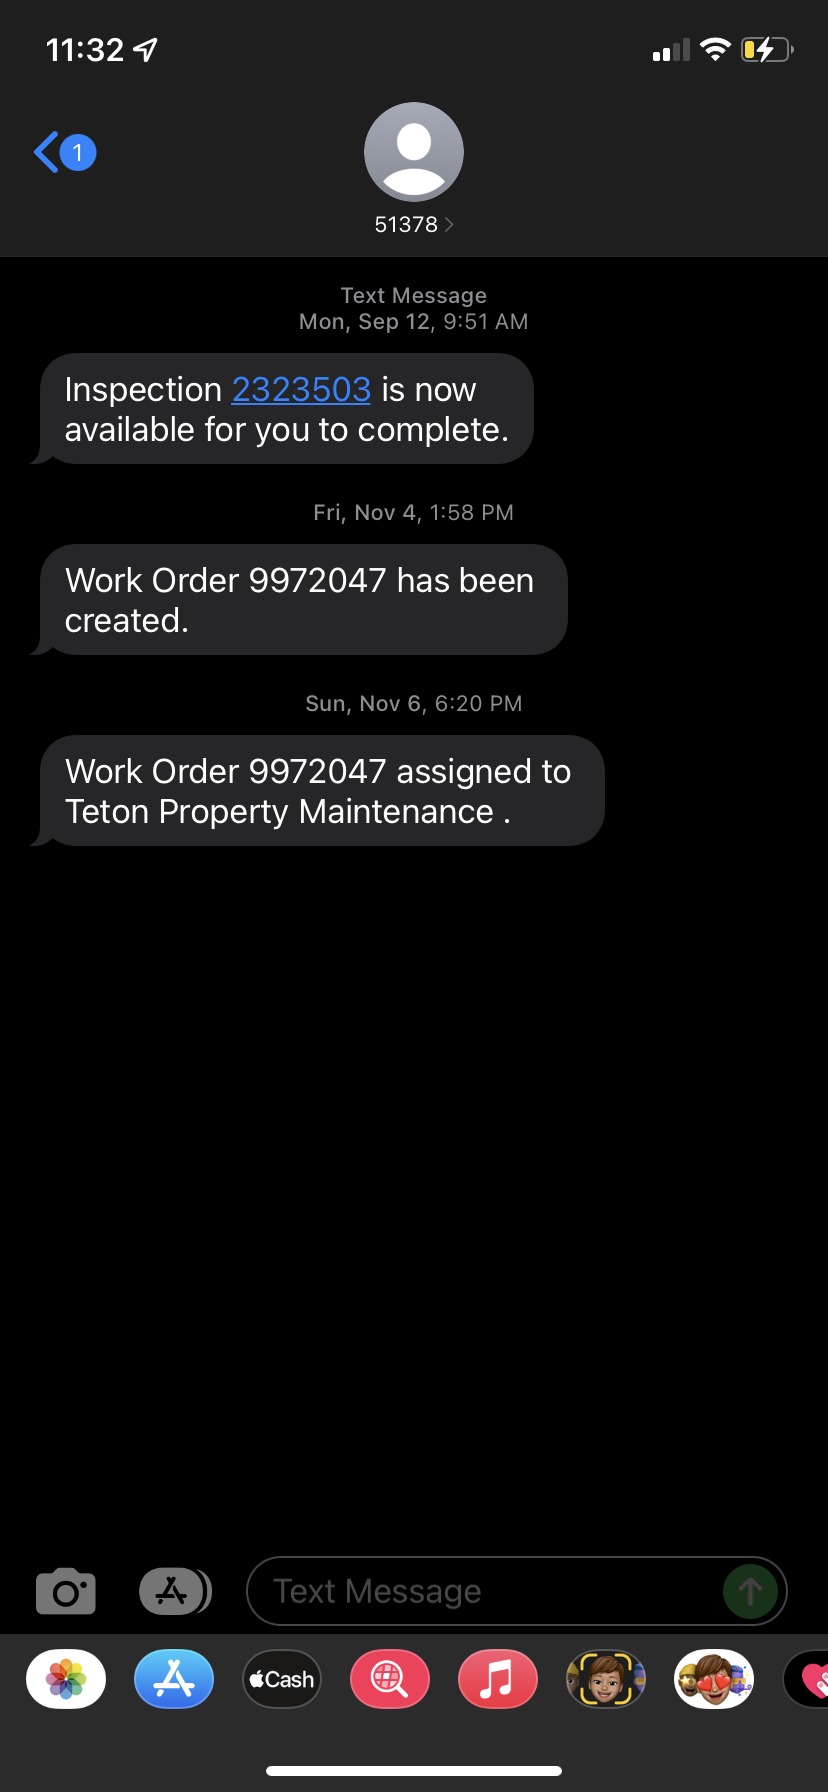 11:32
1
51378
Text Message
Mon, Sep 12, 9:51 AM
Inspection 2323503 is now
available for you to complete.
Fri, Nov 4, 1:58 PM
Work Order 9972047 has been
created.
Sun, Nov 6, 6:20 PM
Work Order 9972047 assigned to
Teton Property Maintenance .
Text Message
Cash